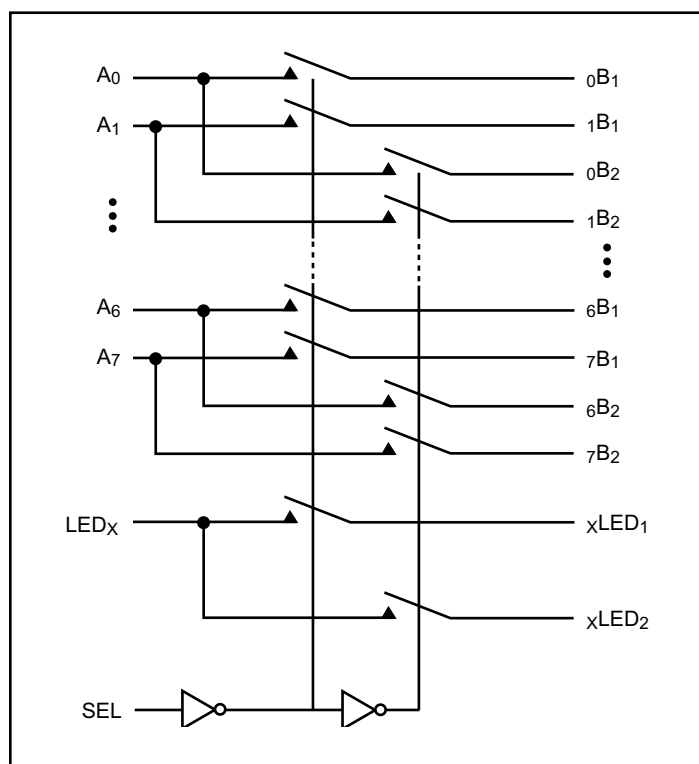 A0 0B1
A1 1B1
0B2
1B2
A6 6B1
A7 7B1
6B2
7B2
LEDX XLED1
XLED2
SEL